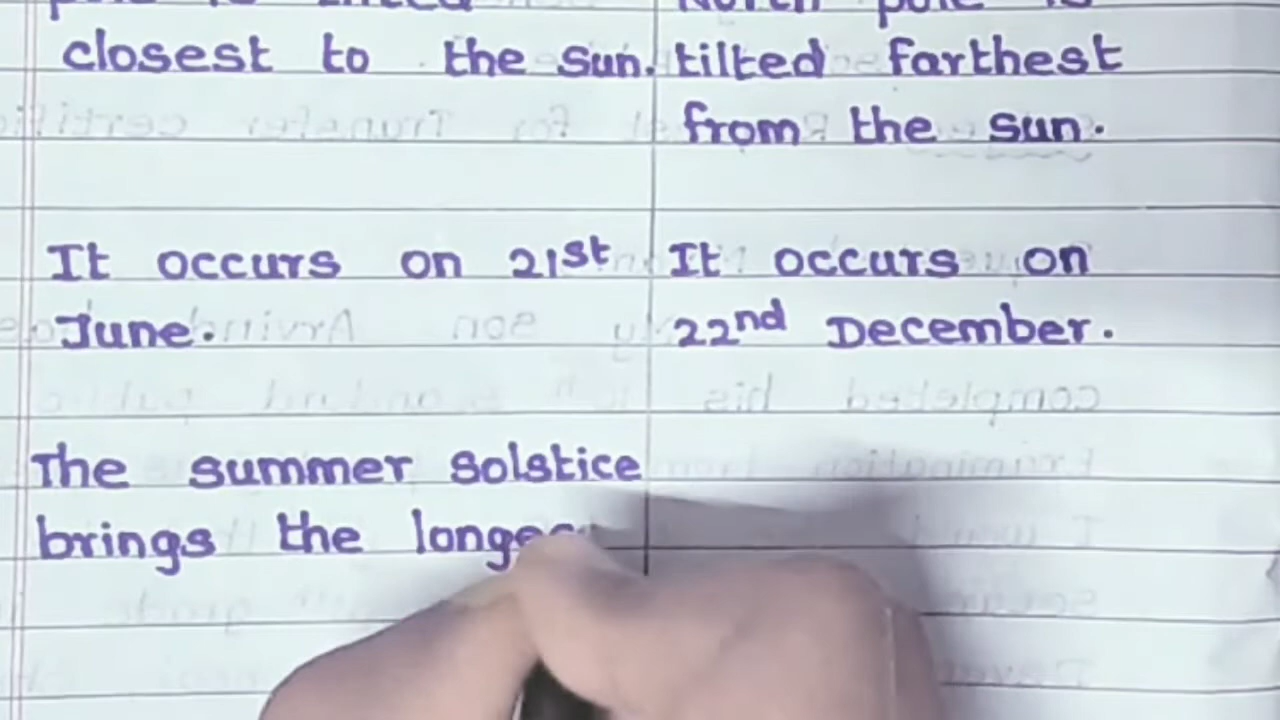 closest to the sun.
It occurs on 21st
June.
The summer solstice
brings the
tilted farthest
from the sun.
It occurs on
22nd December.